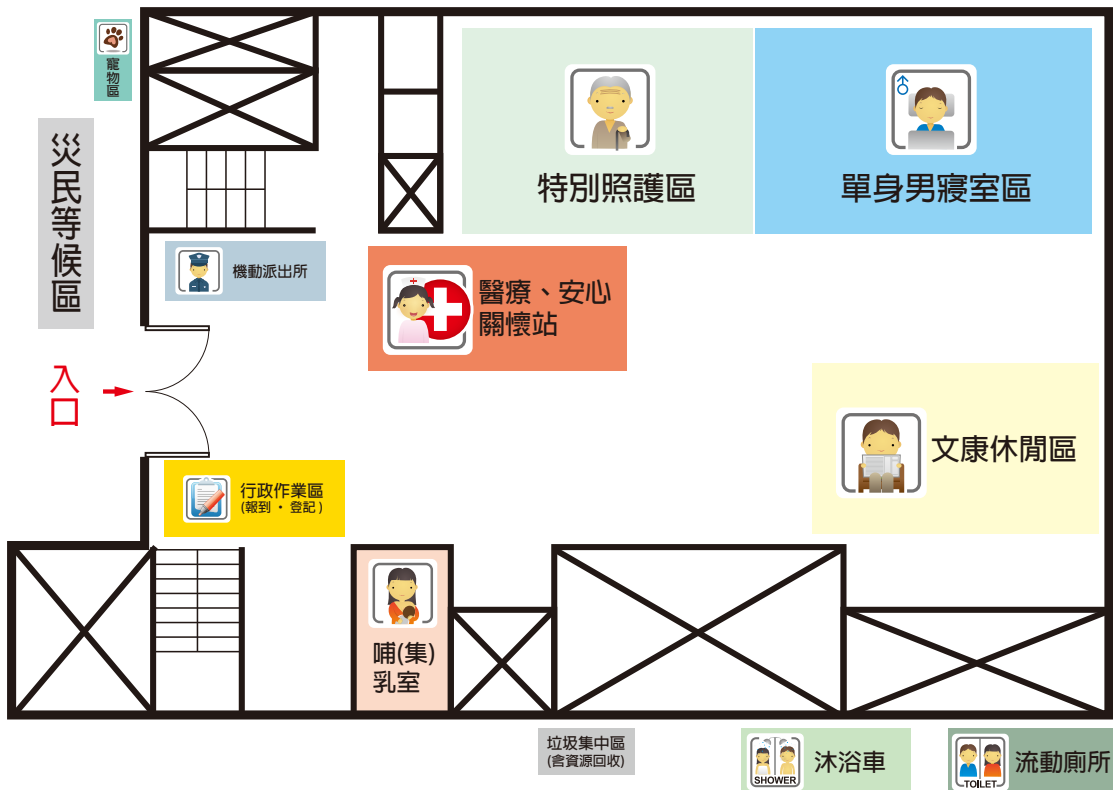 寵物區
災民等候區
入口
特別照護區
♂
單身男寢室區
機動派出所
醫療、安心
關懷站
文康休閒區
行政作業區
(報到・登記)
哺(集)
乳室
垃圾集中區
(含資源回收)
SHOWER
沐浴車
TOILET
流動廁所